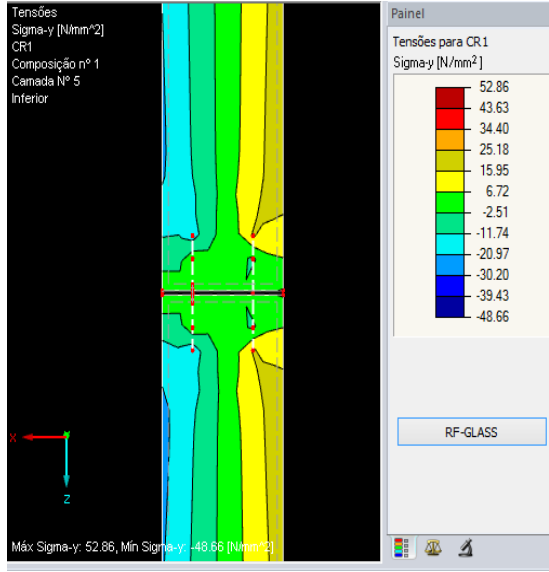 Tensões
Sigma-y [N/mm^2]
CR1
Composição nº 1
Camada Nº 5
Inferior
X
Z
Máx Sigma-y: 52.86, Mín Sigma-y: -48.66 [N/mm^2]
Painel
Tensões para CR1
Sigma-y [N/mm²]
52.86
43.63
34.40
25.18
15.95
6.72
-2.51
-11.74
-20.97
-30.20
-39.43
-48.66
RF-GLASS